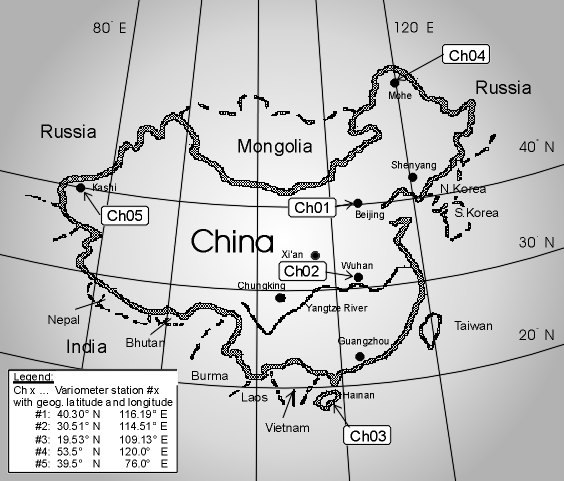 80° E
120° E
Ch04
Russia
Mohe
Russia
Mongolia
40° N
Shenyang
Kashi
N.Korea
Ch01
Beijing
Ch05
S.Korea
China
30° N
Xi'an
Ch02
Wuhan
Chungking
Yangtze River
Nepal
Taiwan
20° N
Bhutan
Guangzhou
India
Burma
Laos
Hainan
Vietnam
Ch03
Legend:
Ch x ... Variometer station #x
with geog. latitude and longitude
#1: 40.30° N 116.19° E
#2: 30.51° N 114.51° E
#3: 19.53° N 109.13° E
#4: 53.5° N 120.0° E
#5: 39.5° N 76.0° E